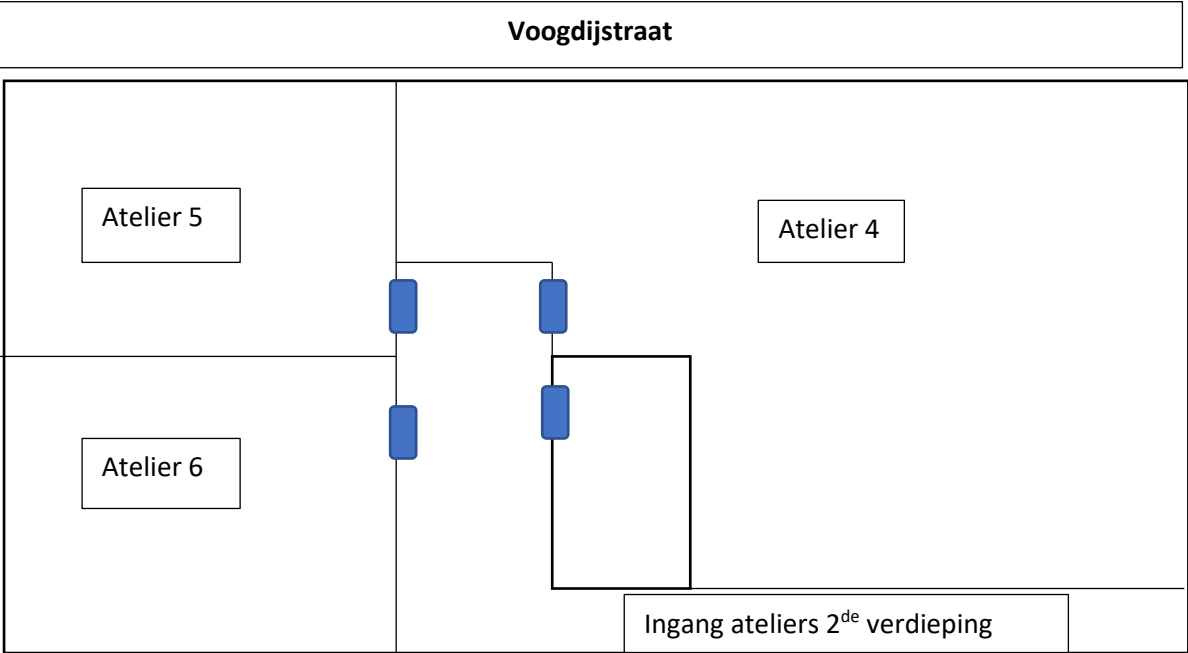 Voogdijstraat
Atelier 5
Atelier 4
Atelier 6
Ingang ateliers 2de verdieping